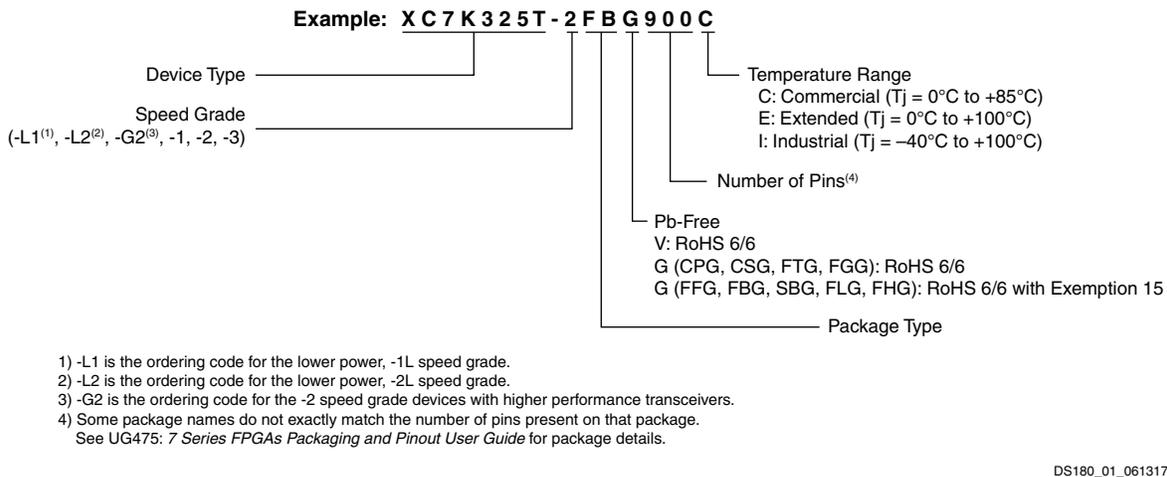 Example: XC7K325T-2FBG900C
Device Type
Temperature Range
C: Commercial (Tj = 0°C to +85°C)
E: Extended (Tj = 0°C to +100°C)
I: Industrial (Tj = –40°C to +100°C)
Speed Grade
(-L1(1), -L2(2), -G2(3), -1, -2, -3)
Number of Pins(4)
Pb-Free
V: RoHS 6/6
G (CPG, CSG, FTG, FGG): RoHS 6/6
G (FFG, FBG, SBG, FLG, FHG): RoHS 6/6 with Exemption 15
Package Type
1) -L1 is the ordering code for the lower power, -1L speed grade.
2) -L2 is the ordering code for the lower power, -2L speed grade.
3) -G2 is the ordering code for the -2 speed grade devices with higher performance transceivers.
4) Some package names do not exactly match the number of pins present on that package.
See UG475: 7 Series FPGAs Packaging and Pinout User Guide for package details.
DS180_01_061317